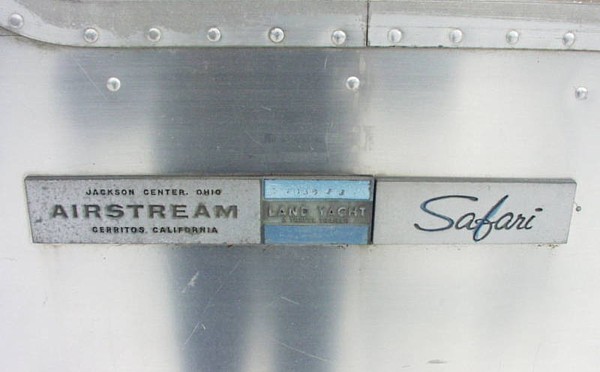 JACKSON CENTER, OHIO
AIRSTREAM
CERRITOS, CALIFORNIA
LAND YACHT
Safari